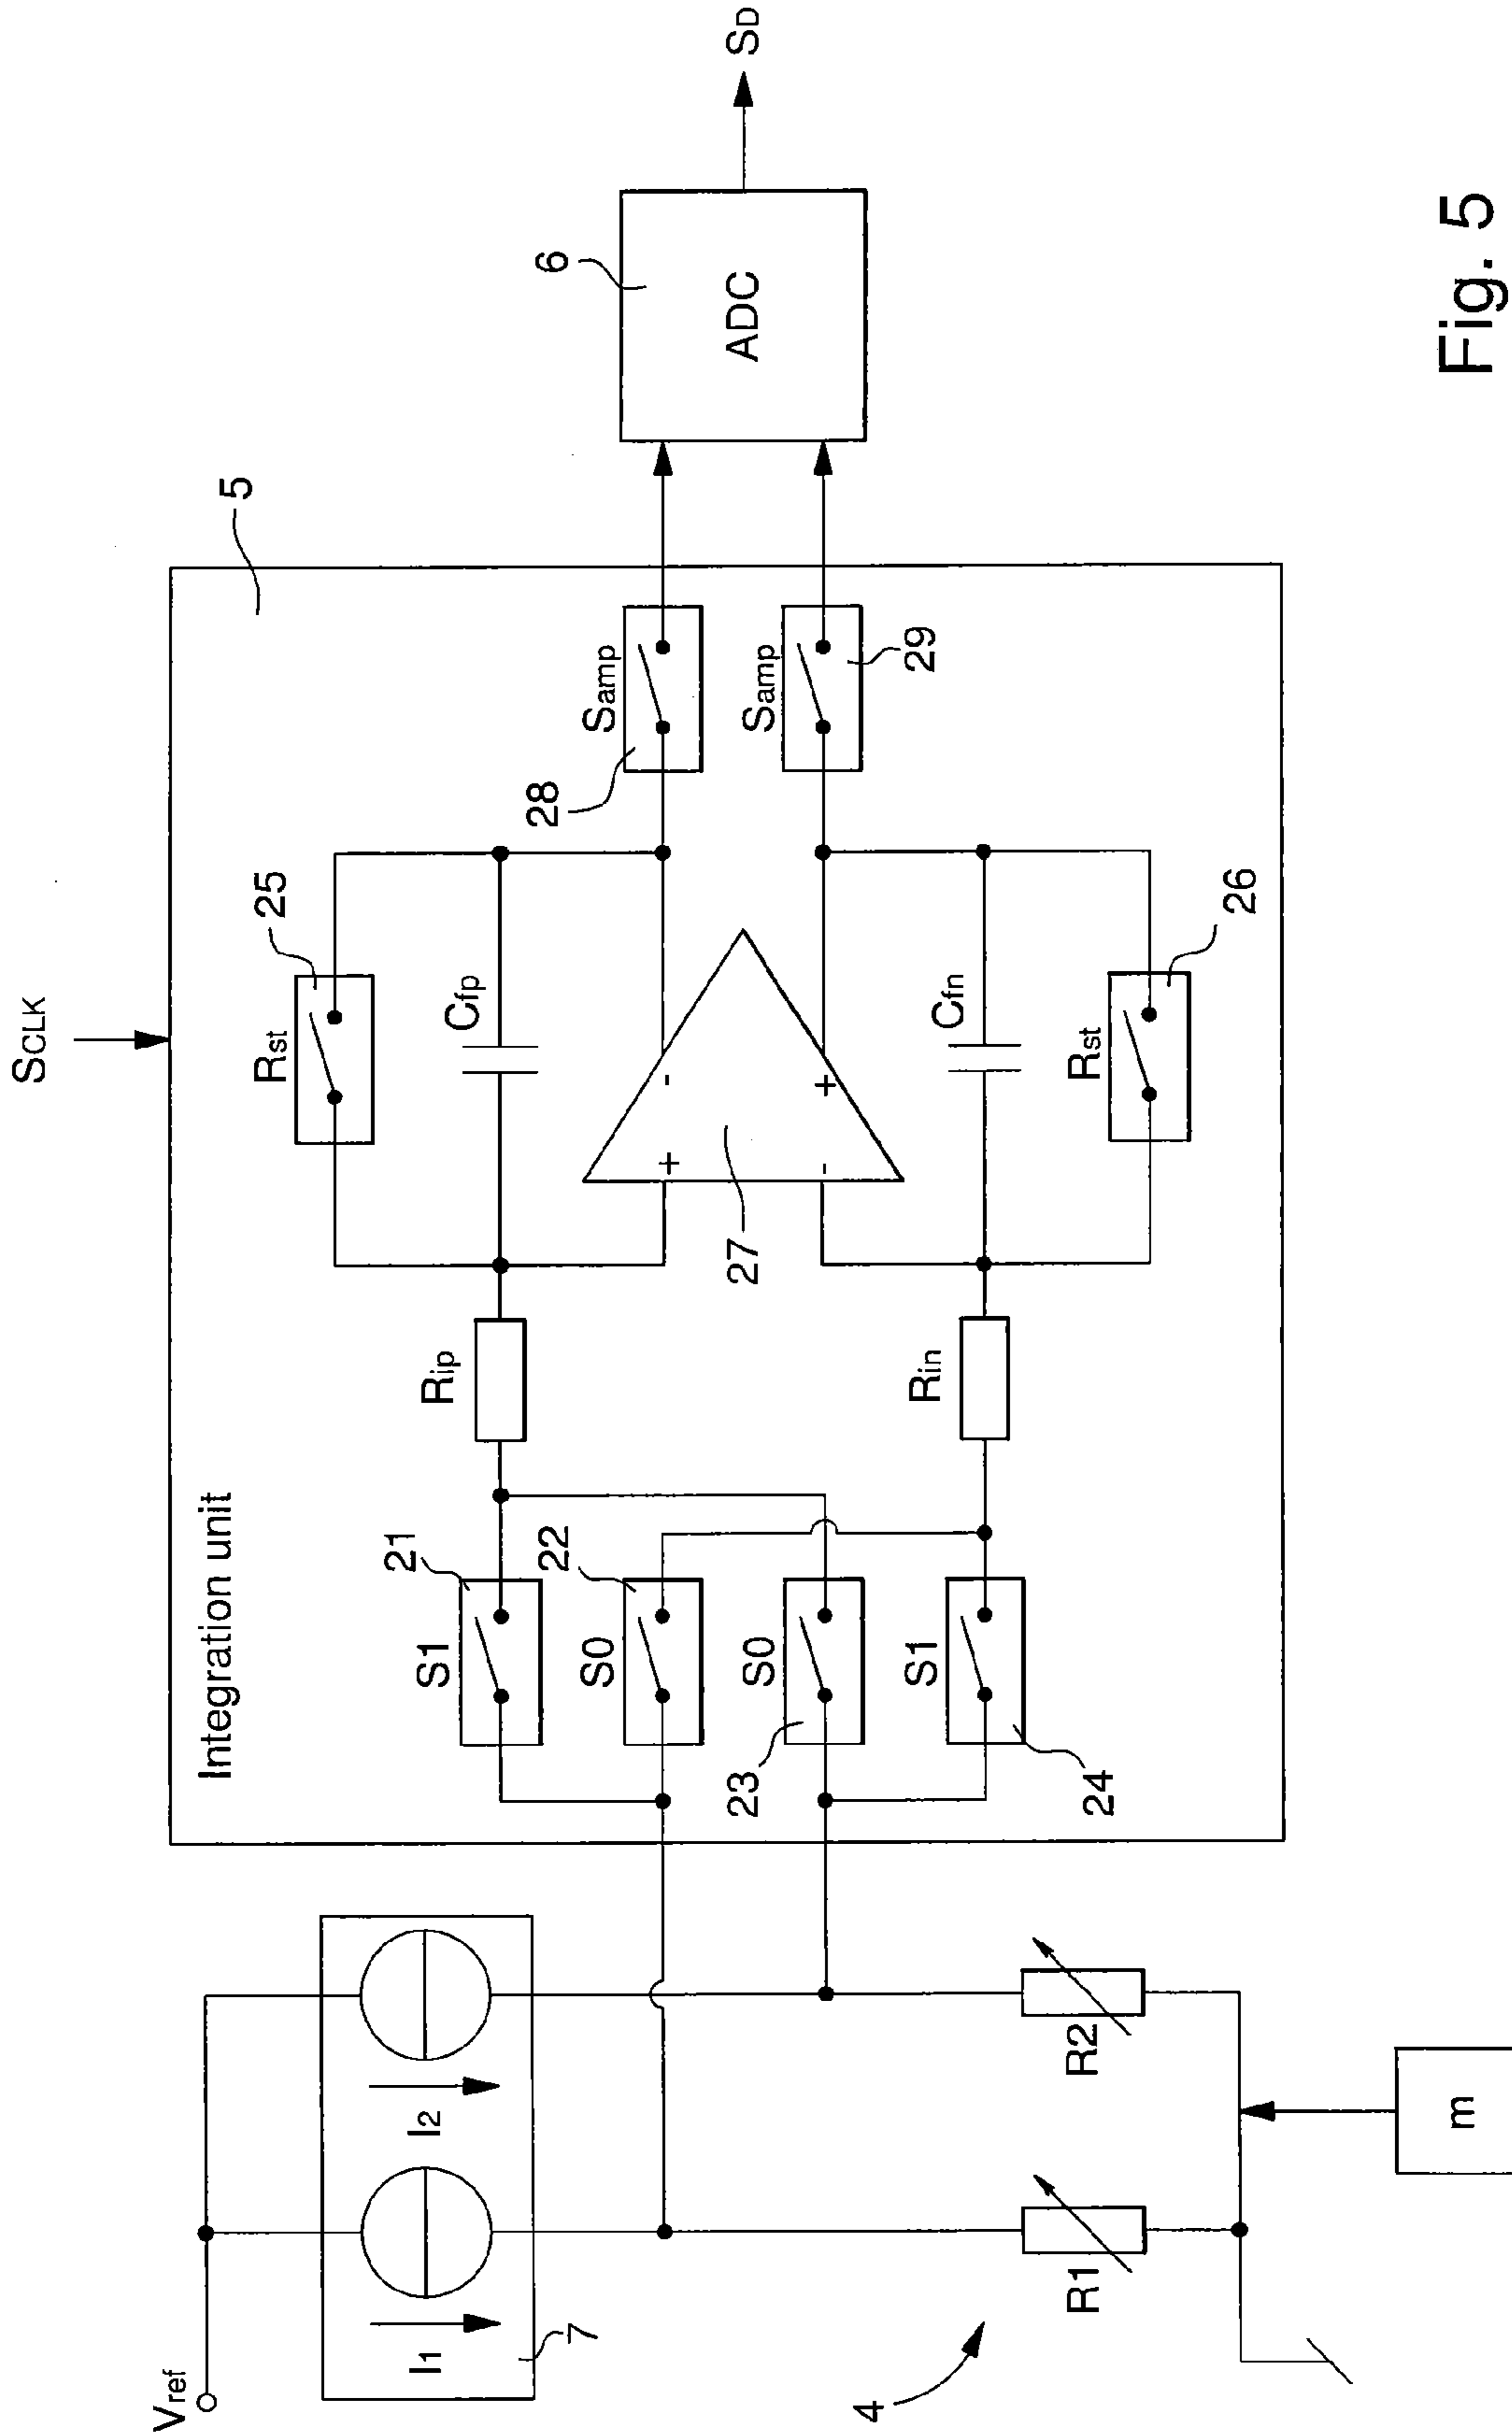 SCLK
Integration unit
5
Vref
7
I1
I2
25
Rst
Cfp
Rip
21
S1
22
S0
28
Samp
6
ADC
SD
+
-
27
-
+
S0
23
Samp
29
S1
24
Rin
Cfn
Rst
26
4
R1
R2
m
Fig. 5